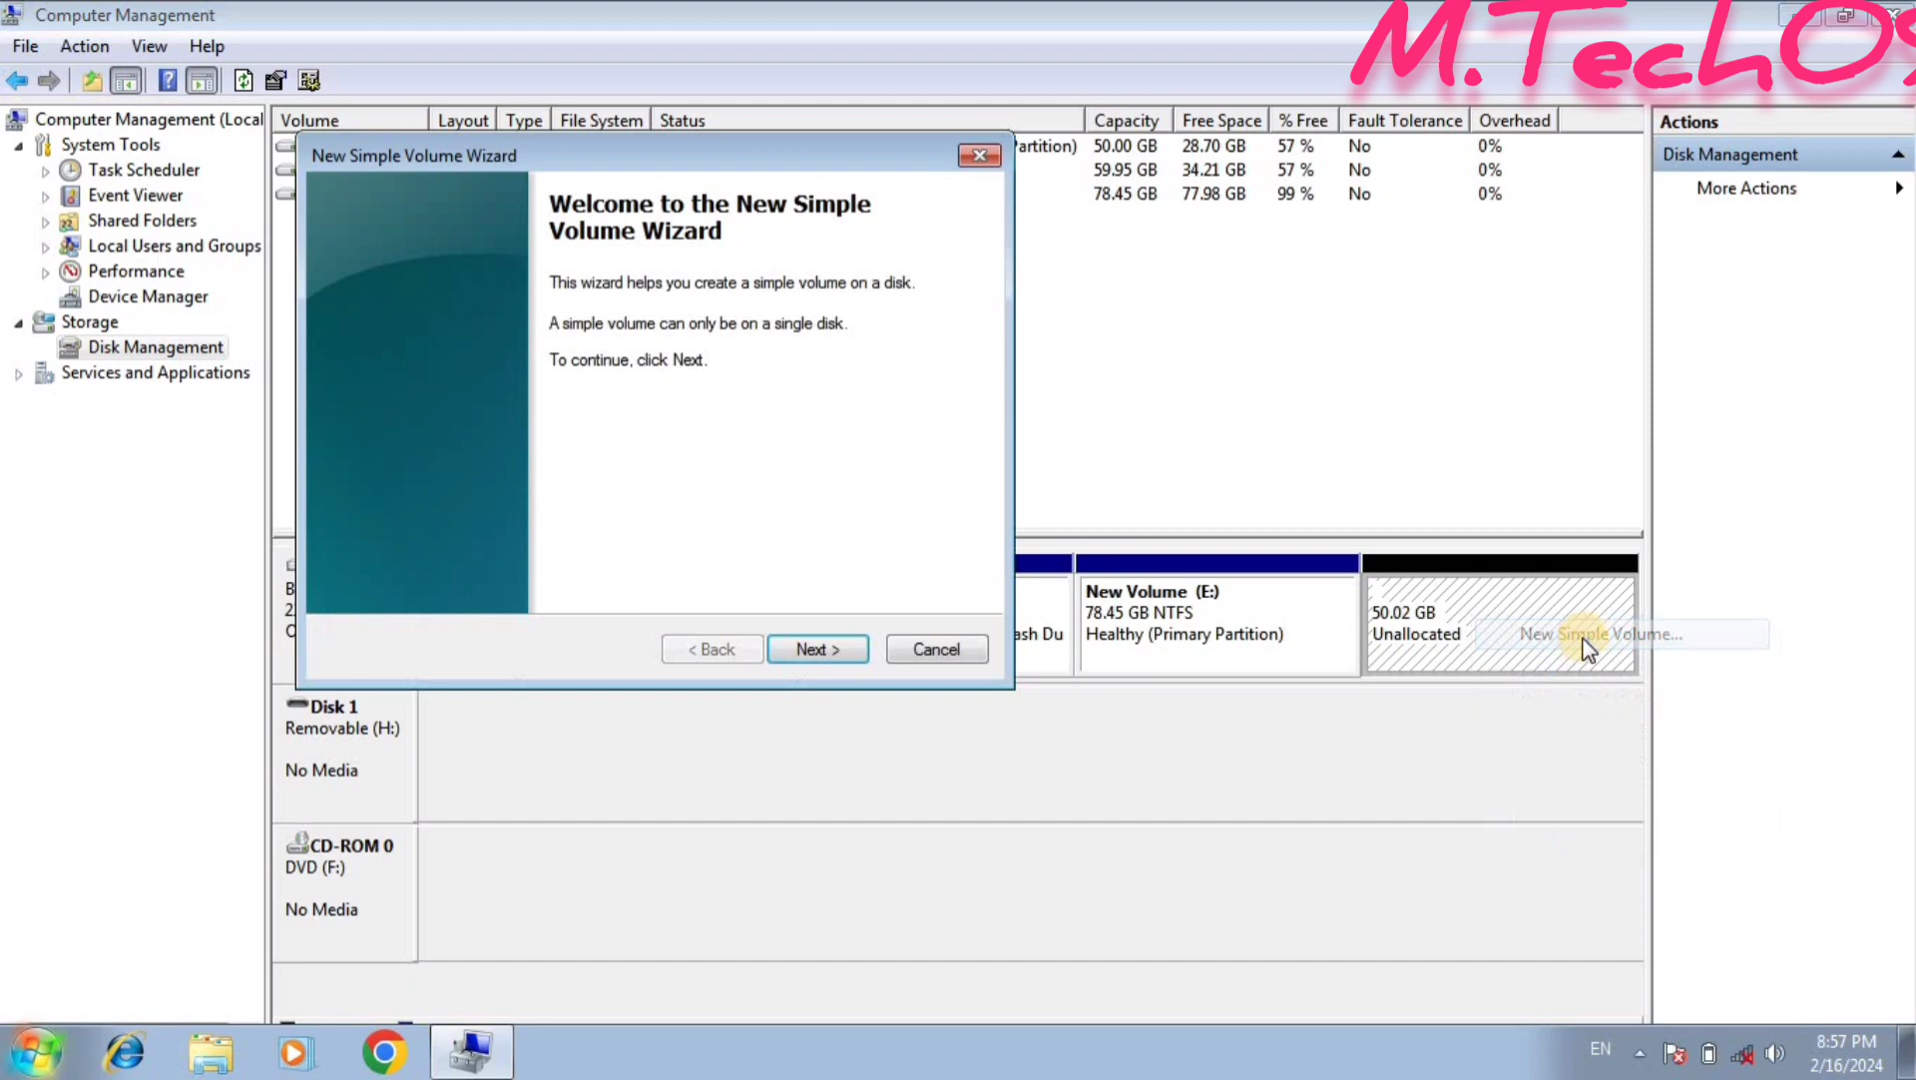 Computer Management
M.TechOS
File Action View Help
Computer Management (Local
System Tools
Task Scheduler
Event Viewer
Shared Folders
Local Users and Groups
Performance
Device Manager
Storage
Disk Management
Services and Applications
Volume Layout Type File System Status Capacity Free Space % Free Fault Tolerance Overhead
artition) 50.00 GB 28.70 GB 57 % No 0%
59.95 GB 34.21 GB 57 % No 0%
78.45 GB 77.98 GB 99 % No 0%
New Simple Volume Wizard
Welcome to the New Simple
Volume Wizard
This wizard helps you create a simple volume on a disk.
A simple volume can only be on a single disk.
To continue, click Next.
< Back Next > Cancel
Actions
Disk Management
More Actions
B
2.
O
ash Du
New Volume (E:)
78.45 GB NTFS
Healthy (Primary Partition)
50.02 GB
Unallocated
New Simple Volume...
Disk 1
Removable (H:)
No Media
CD-ROM 0
DVD (F:)
No Media
EN
8:57 PM
2/16/2024